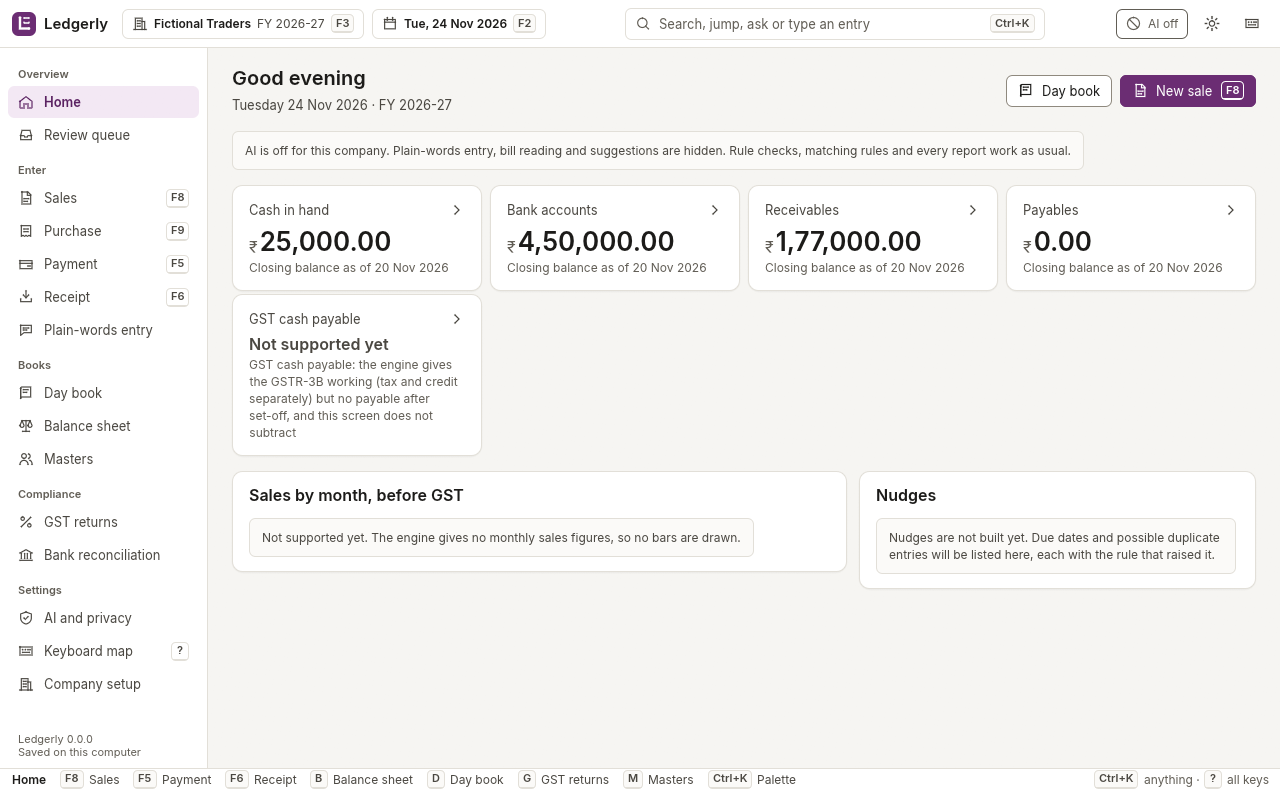 Ledgerly
Fictional Traders FY 2026-27 F3
Tue, 24 Nov 2026 F2
Search, jump, ask or type an entry Ctrl+K
AI off
Overview
Home
Review queue
Enter
Sales F8
Purchase F9
Payment F5
Receipt F6
Plain-words entry
Books
Day book
Balance sheet
Masters
Compliance
GST returns
Bank reconciliation
Settings
AI and privacy
Keyboard map ?
Company setup
Ledgerly 0.0.0
Saved on this computer
Good evening
Tuesday 24 Nov 2026 · FY 2026-27
Day book
New sale F8
AI is off for this company. Plain-words entry, bill reading and suggestions are hidden. Rule checks, matching rules and every report work as usual.
Cash in hand
₹25,000.00
Closing balance as of 20 Nov 2026
Bank accounts
₹4,50,000.00
Closing balance as of 20 Nov 2026
Receivables
₹1,77,000.00
Closing balance as of 20 Nov 2026
Payables
₹0.00
Closing balance as of 20 Nov 2026
GST cash payable
Not supported yet
GST cash payable: the engine gives
the GSTR-3B working (tax and credit
separately) but no payable after
set-off, and this screen does not
subtract
Sales by month, before GST
Not supported yet. The engine gives no monthly sales figures, so no bars are drawn.
Nudges
Nudges are not built yet. Due dates and possible duplicate
entries will be listed here, each with the rule that raised it.
Home F8 Sales F5 Payment F6 Receipt B Balance sheet D Day book G GST returns M Masters Ctrl+K Palette
Ctrl+K anything · ? all keys